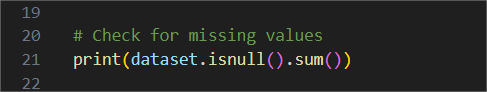 19
20 # Check for missing values
21 print(dataset.isnull().sum())
22